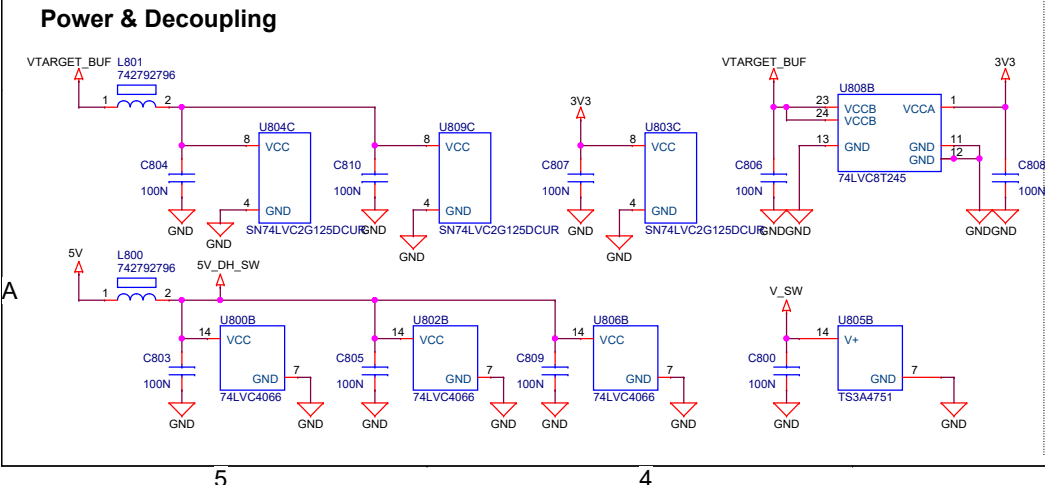 Power & Decoupling
VTARGET_BUF
L801
742792796
1
2
U804C
8
VCC
4
GND
SN74LVC2G125DCUR
C804
100N
GND
GND
U809C
8
VCC
4
GND
SN74LVC2G125DCUR
C810
100N
GND
GND
3V3
U803C
8
VCC
4
GND
SN74LVC2G125DCUR
C807
100N
GND
GND
VTARGET_BUF
3V3
U808B
23
VCCB
24
VCCB
VCCA
1
13
GND
GND
11
GND
12
74LVC8T245
C806
100N
GND
GND
C808
100N
GND
GND
5V
L800
742792796
1
2
5V_DH_SW
A
U800B
14
VCC
GND
7
74LVC4066
C803
100N
GND
GND
U802B
14
VCC
GND
7
74LVC4066
C805
100N
GND
GND
U806B
14
VCC
GND
7
74LVC4066
C809
100N
GND
GND
V_SW
U805B
14
V+
GND
7
TS3A4751
C800
100N
GND
GND
5
4